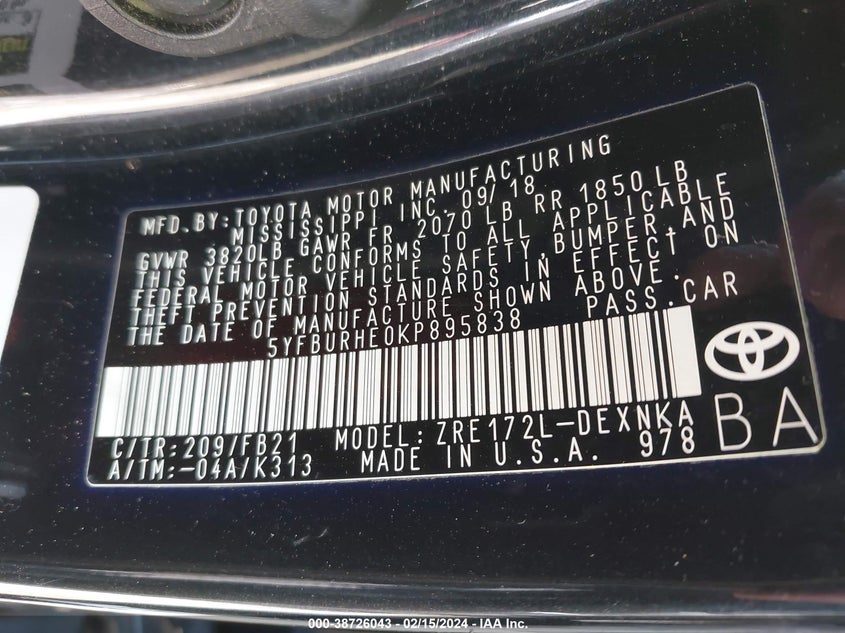 MFD.BY:TOYOTA MOTOR MANUFACTURING
MISSISSIPPI INC. 09/18
GVWR 3820LB GAWR FR 2070 LB RR 1850 LB
THIS VEHICLE CONFORMS TO ALL APPLICABLE
FEDERAL MOTOR VEHICLE SAFETY,BUMPER,AND
THEFT PREVENTION STANDARDS IN EFFECT ON
THE DATE OF MANUFACTURE SHOWN ABOVE.
5YFBURHE0KP895838 PASS.CAR
C/TR:209/FB21 MODEL:ZRE172L-DEXNKA
A/TM:-04A/K313 MADE IN U.S.A. 978
BA
000-38726043 - 02/15/2024 - IAA Inc.